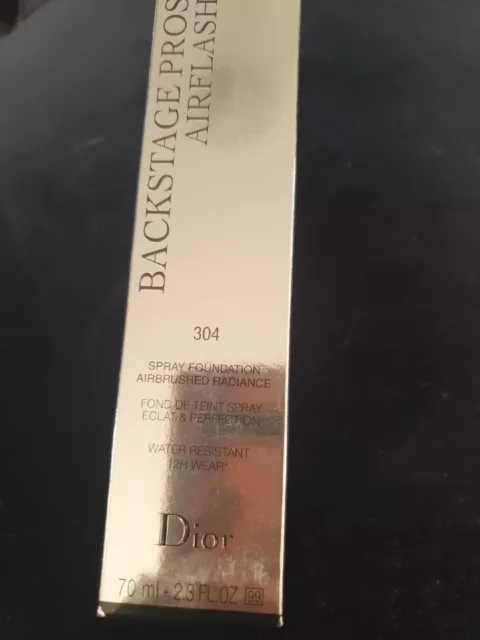 BACKSTAGE PROS
AIRFLASH
304
SPRAY FOUNDATION
AIRBRUSHED RADIANCE
FOND DE TEINT SPRAY
ÉCLAT & PERFECTION
WATER RESISTANT
12H WEAR*
Dior
70 ml - 2.3 FL.OZ 99